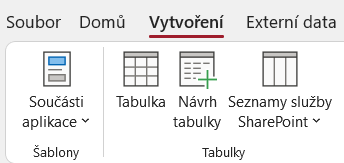 Soubor Domů Vytvoření Externí data
Součásti aplikace
Tabulka
Návrh tabulky
Seznamy služby SharePoint
Šablony Tabulky